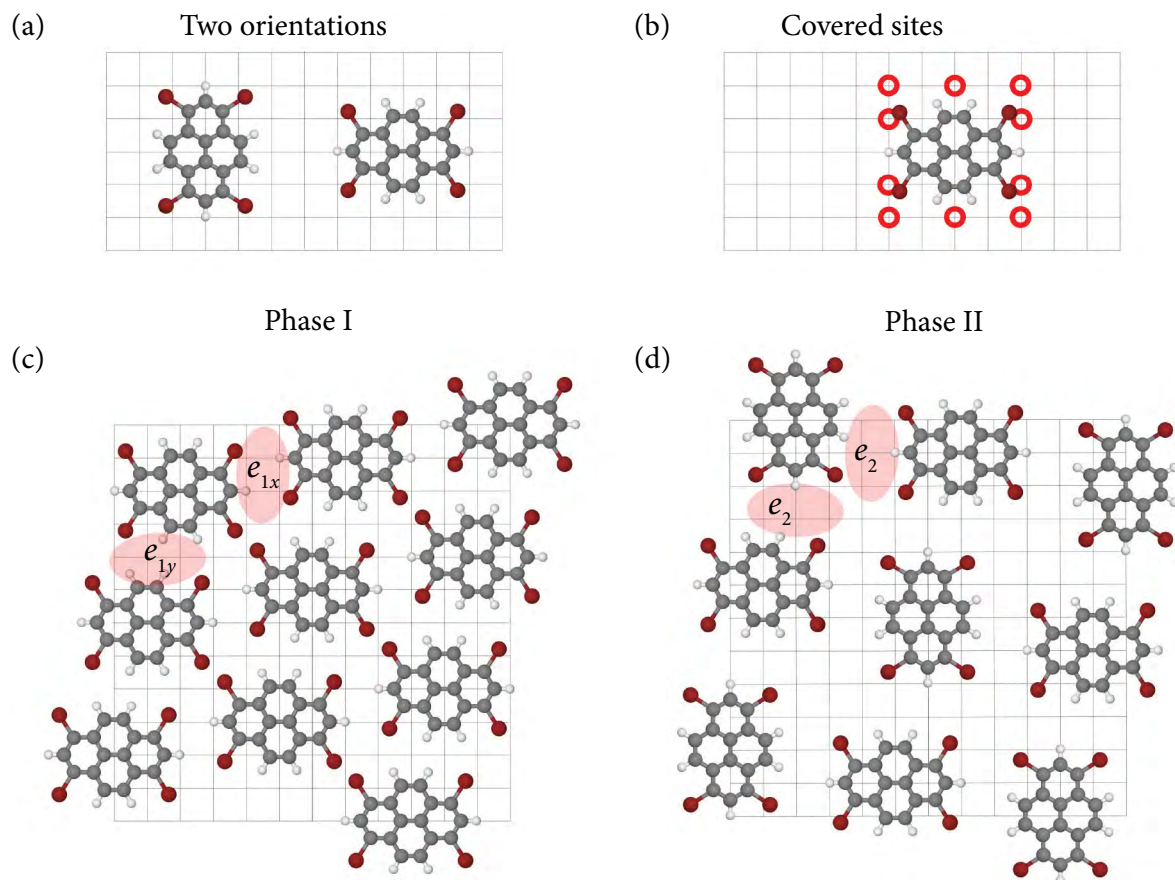 (a) Two orientations
(b) Covered sites
Phase I
Phase II
(c)
(d)
e1x
e1y
e2
e2